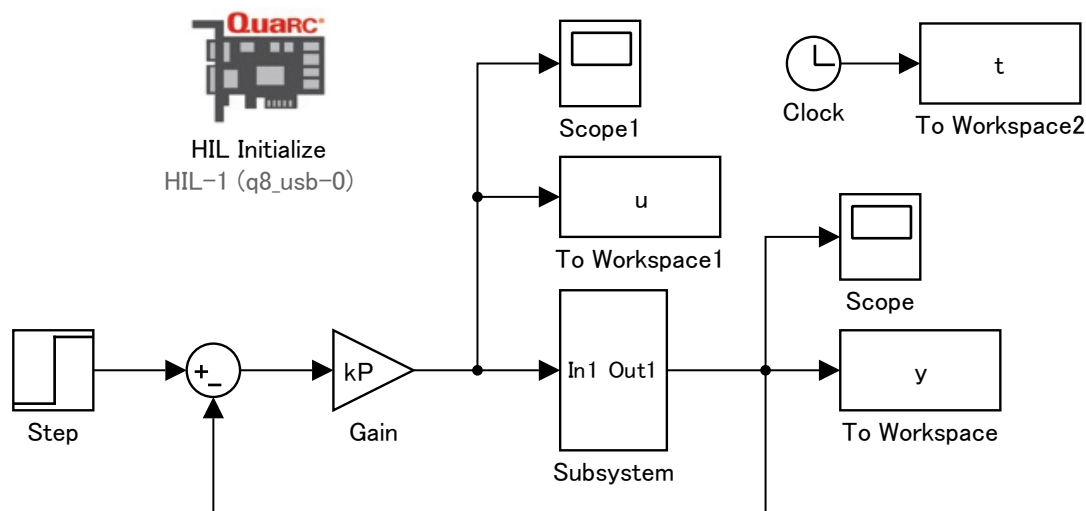 QUARC
HIL Initialize
HIL-1 (q8_usb-0)
Scope1
u
To Workspace1
Clock
t
To Workspace2
Scope
Step
+
−
kP
Gain
In1 Out1
Subsystem
y
To Workspace